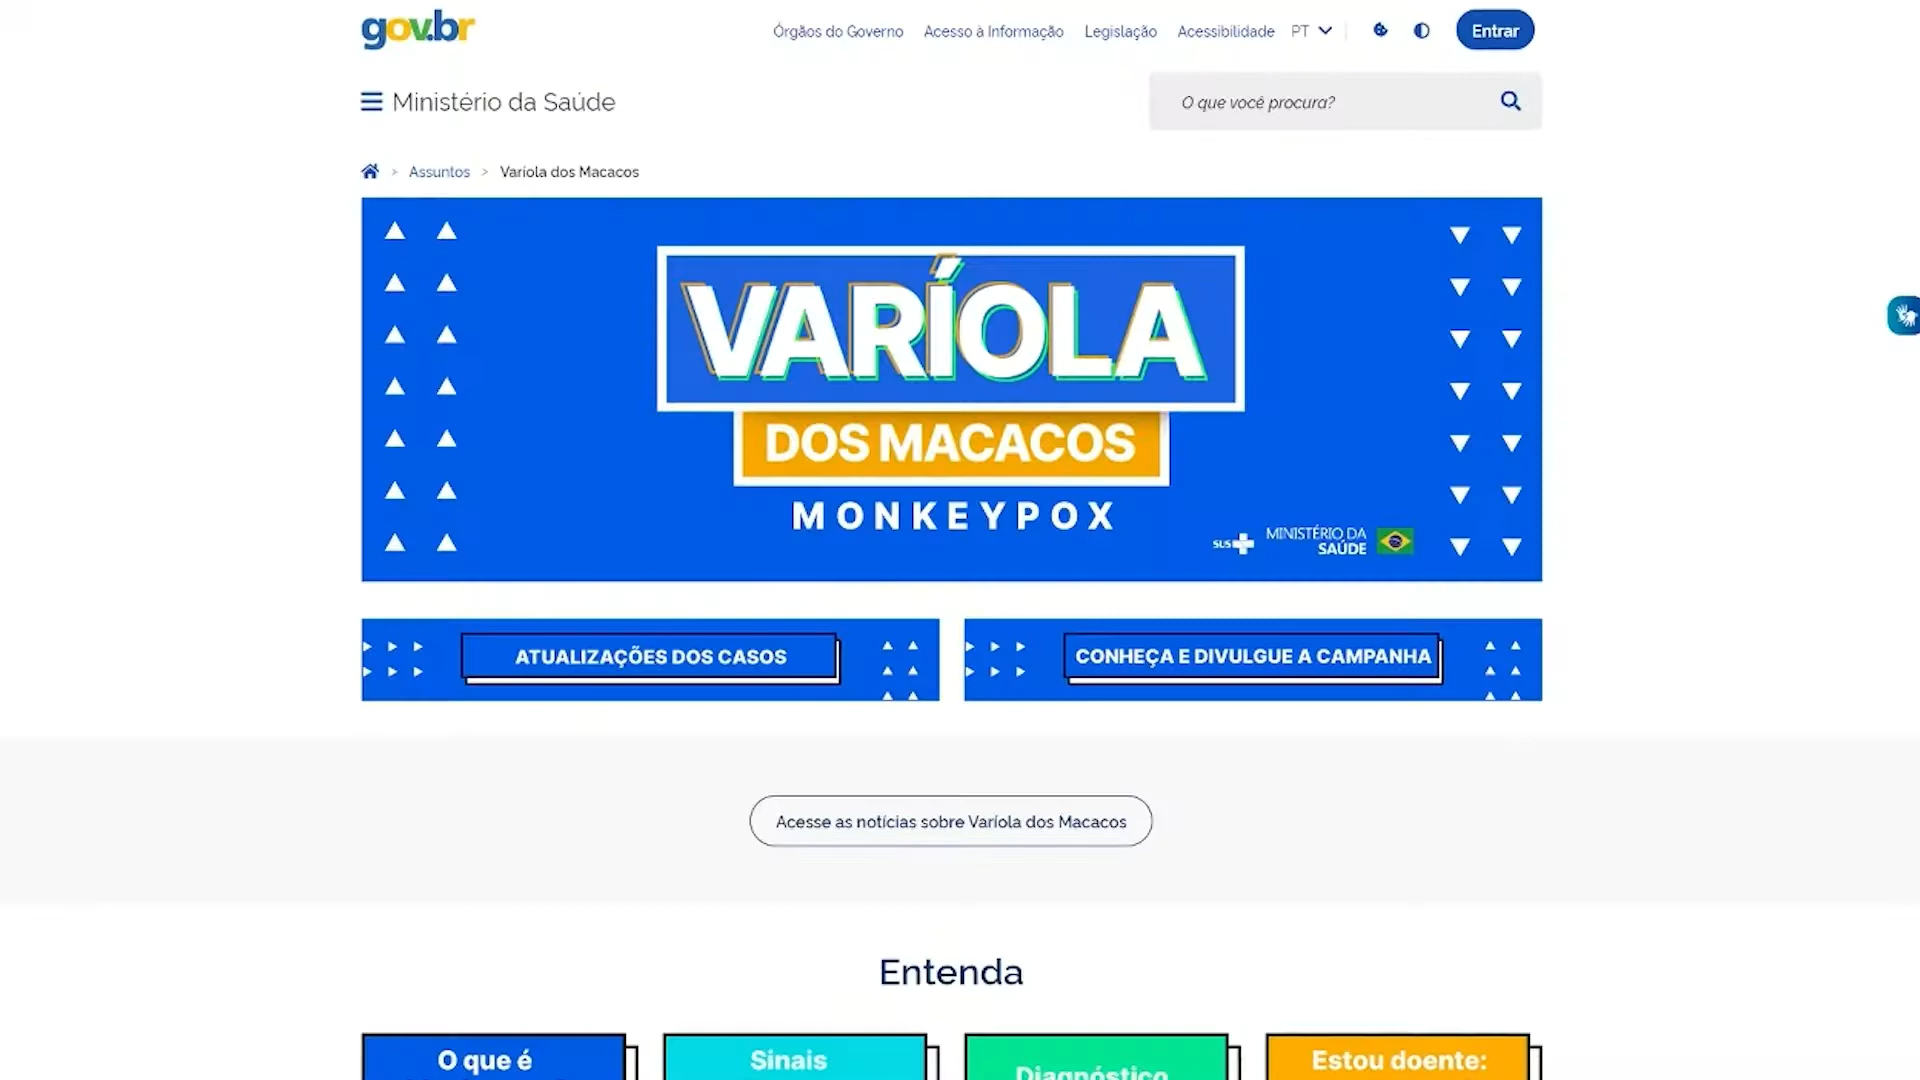 gov.br
Órgãos do Governo
Acesso à Informação
Legislação
Acessibilidade
PT
Entrar
Ministério da Saúde
O que você procura?
Assuntos > Varíola dos Macacos
VARÍOLA
DOS MACACOS
MONKEYPOX
SUS
MINISTÉRIO DA
SAÚDE
ATUALIZAÇÕES DOS CASOS
CONHEÇA E DIVULGUE A CAMPANHA
Acesse as notícias sobre Varíola dos Macacos
Entenda
O que é
Sinais
Diagnóstico
Estou doente: